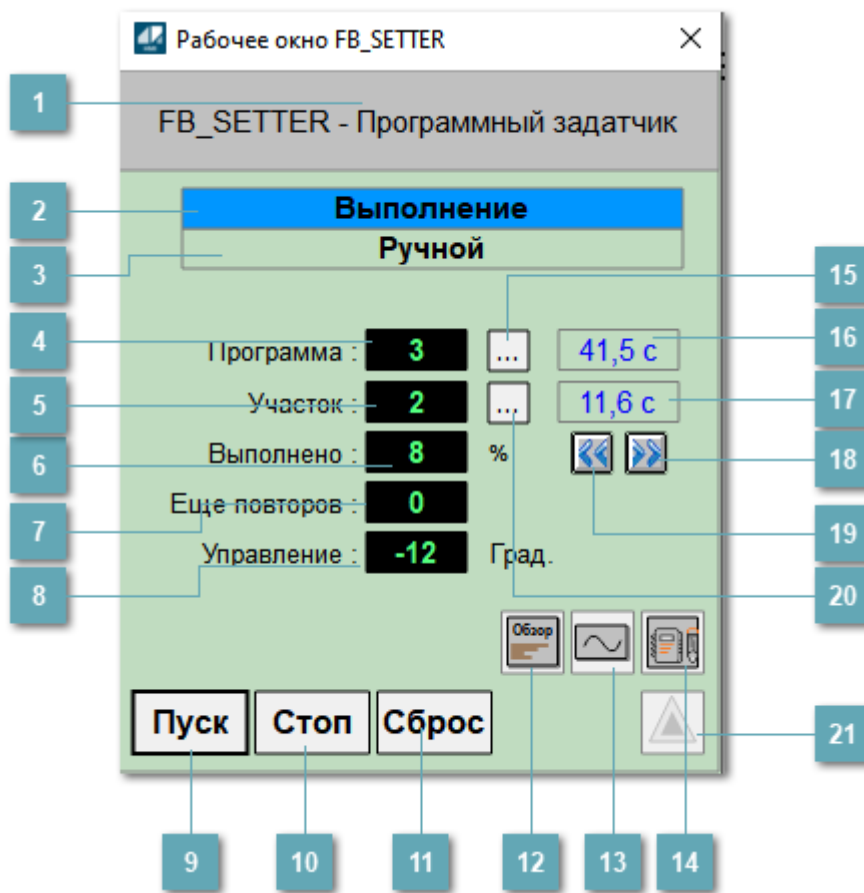 Рабочее окно FB_SETTER
1
FB_SETTER - Программный задатчик
2
Выполнение
3
Ручной
15
4
Программа : 3 ... 41,5 с
16
5
Участок : 2 ... 11,6 с
17
6
Выполнено : 8 %
18
7
Еще повторов : 0
19
8
Управление : -12 Град.
20
Обзор
Пуск Стоп Сброс
21
9 10 11 12 13 14